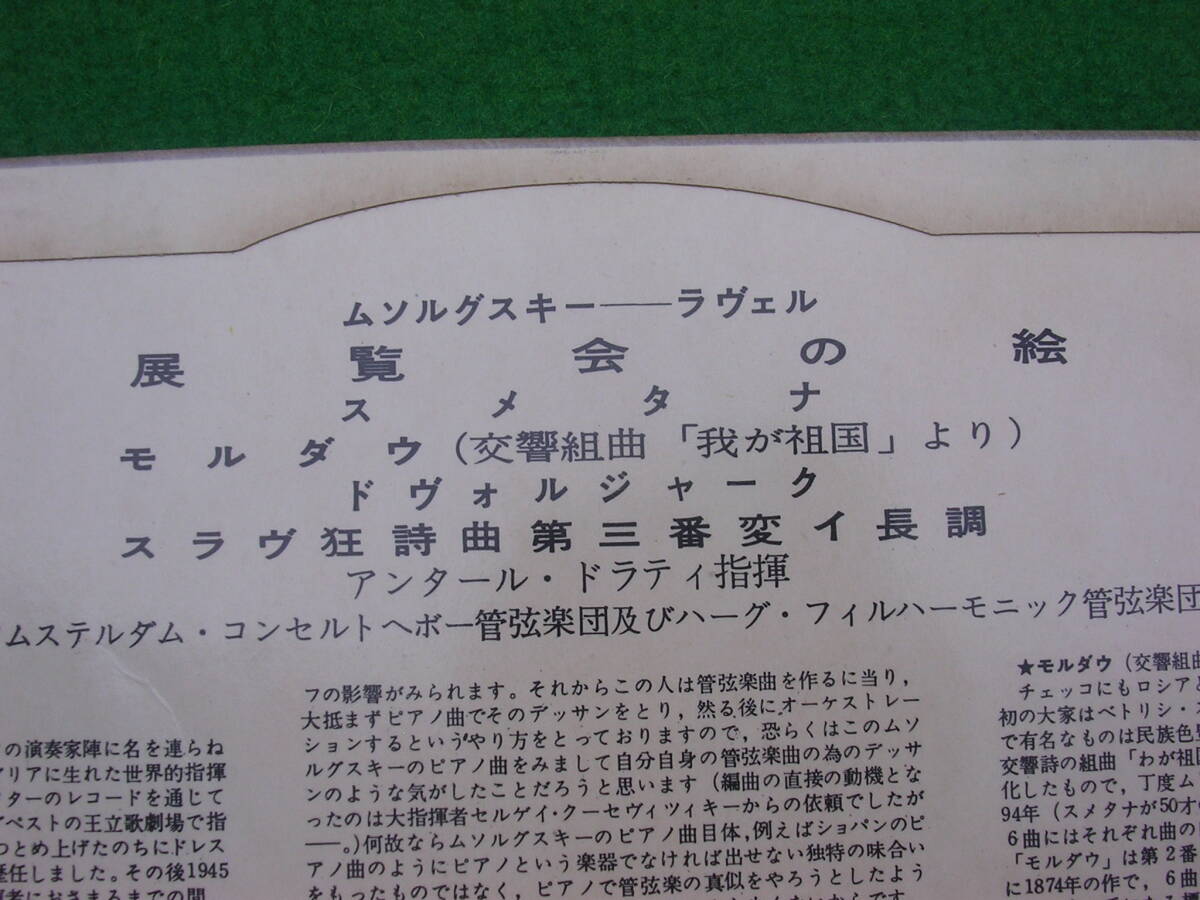 ムソルグスキー――ラヴェル
展覧会の絵
スメタナ
モルダウ(交響組曲「我が祖国」より)
ドヴォルジャーク
スラヴ狂詩曲第三番変イ長調
アンタール・ドラティ指揮
ムステルダム・コンセルトヘボー管弦楽団及びハーグ・フィルハーモニック管弦楽団
の演奏家陣に名を連らね
アリアに生れた世界的指揮
ターのレコードを通じて
ペストの王立歌劇場で指
つとめ上げたのちにドレス
歴任しました。その後1945
者におさまるまでの間
フの影響がみられます。それからこの人は管弦楽曲を作るに当り,
大抵まずピアノ曲でそのデッサンをとり,然る後にオーケストレー
ションするというやり方をとっておりますので,恐らくはこのムソ
ルグスキーのピアノ曲をみまして自分自身の管弦楽曲の為のデッサ
ンのような気がしたことだろうと思います(編曲の直接の動機とな
ったのは大指揮者セルゲイ・クーセヴィツィキーからの依頼でしたが
――。)何故ならムソルグスキーのピアノ曲目体,例えばショパンのピ
アノ曲のようにピアノという楽器でなければ出せない独特の味合い
をもったものではなく,ピアノで管弦楽の真似をやろうとしたよう
★モルダウ(交響組曲
チェッコにもロシアと
初の大家はベトリシ・ス
で有名なものは民族色豊
交響詩の組曲「わが祖国
化したもので,丁度ム
94年(スメタナが50才の
6曲にはそれぞれ曲の
「モルダウ」は第2番
に1874年の作で,6曲